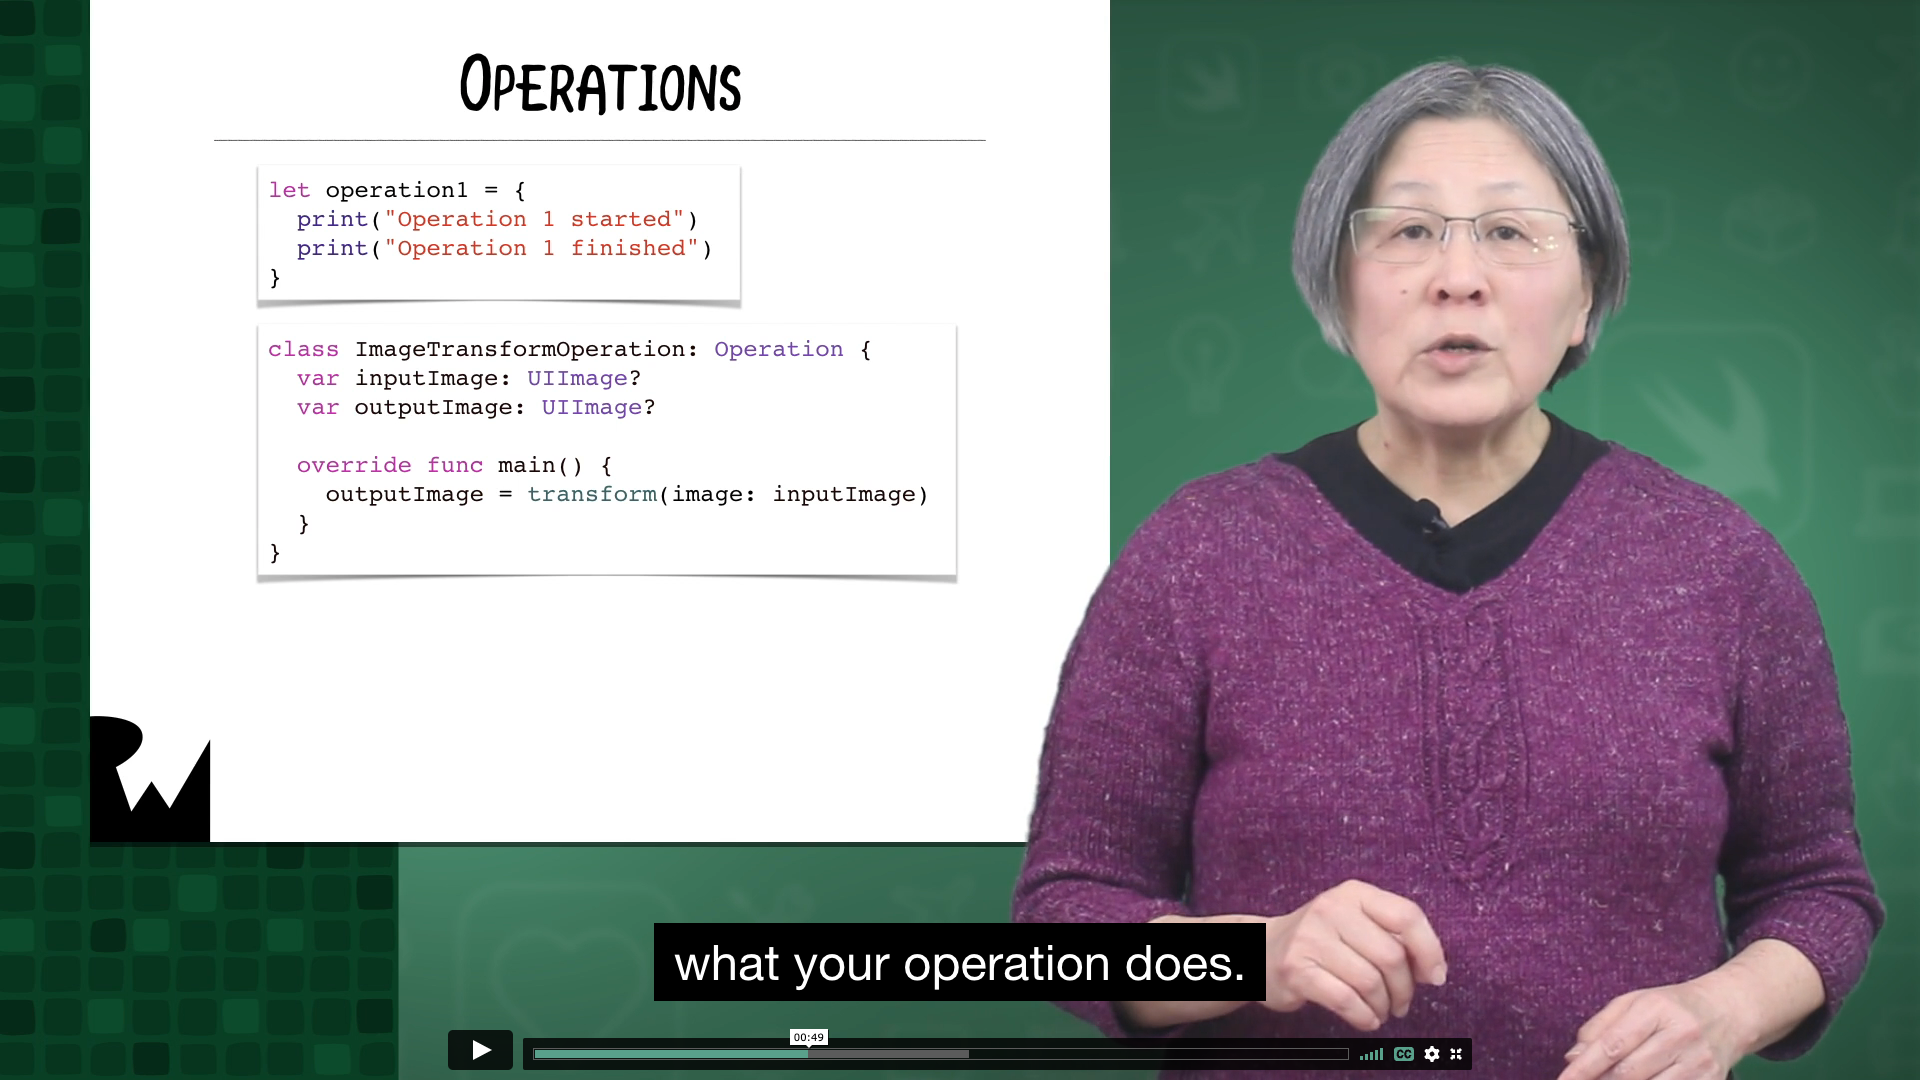 OPERATIONS
let operation1 = {
  print("Operation 1 started")
  print("Operation 1 finished")
}
class ImageTransformOperation: Operation {
  var inputImage: UIImage?
  var outputImage: UIImage?
  override func main() {
    outputImage = transform(image: inputImage)
  }
}
RW
what your operation does.
00:49
CC